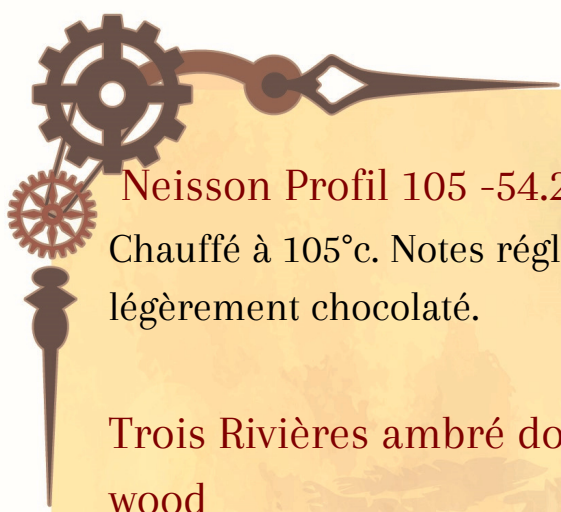 Neisson Profil 105 -54.2
Chauffé à 105°c. Notes régl
légèrement chocolaté.
Trois Rivières ambré do
wood